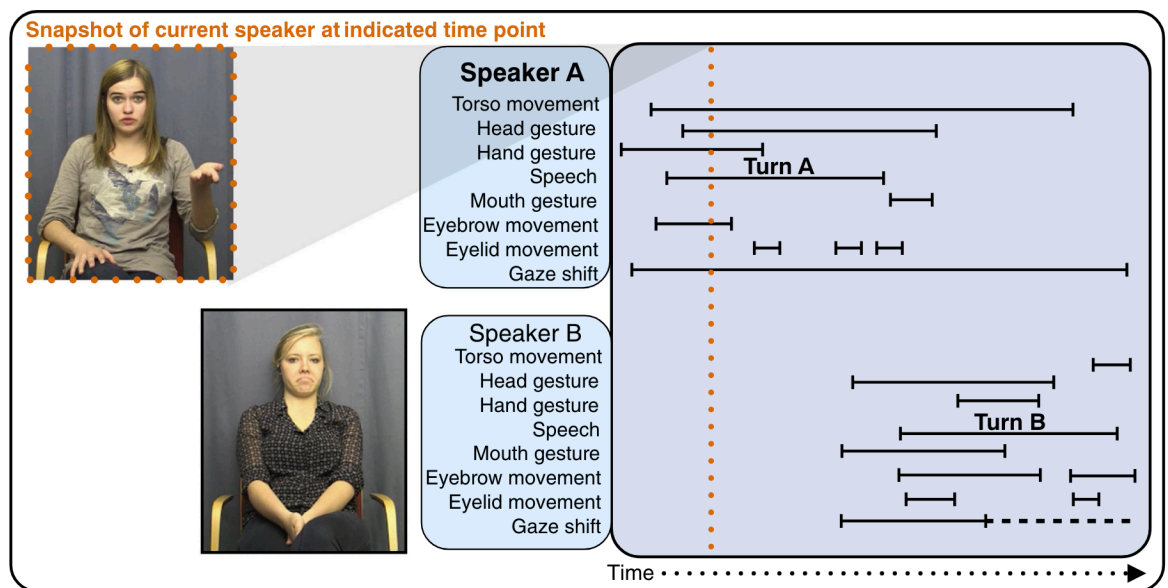 Snapshot of current speaker at indicated time point
Speaker A
Torso movement
Head gesture
Hand gesture
Turn A
Speech
Mouth gesture
Eyebrow movement
Eyelid movement
Gaze shift
Speaker B
Torso movement
Head gesture
Hand gesture
Turn B
Speech
Mouth gesture
Eyebrow movement
Eyelid movement
Gaze shift
Time